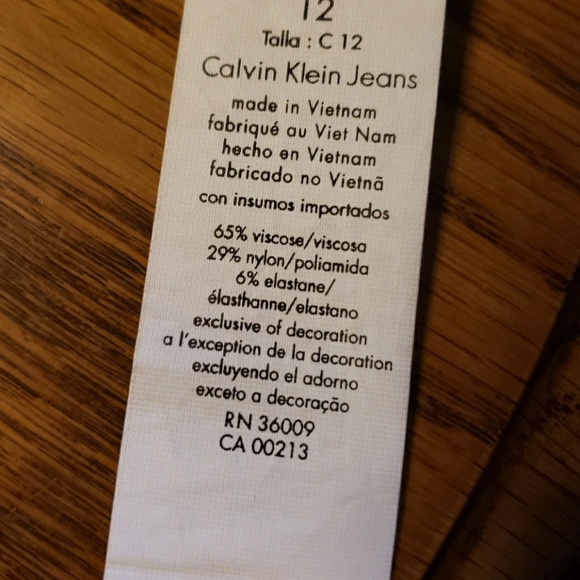 12
Talla : C 12
Calvin Klein Jeans
made in Vietnam
fabriqué au Viet Nam
hecho en Vietnam
fabricado no Vietnã
con insumos importados
65% viscose/viscosa
29% nylon/poliamida
6% elastane/
élasthanne/elastano
exclusive of decoration
a l'exception de la decoration
excluyendo el adorno
exceto a decoração
RN 36009
CA 00213